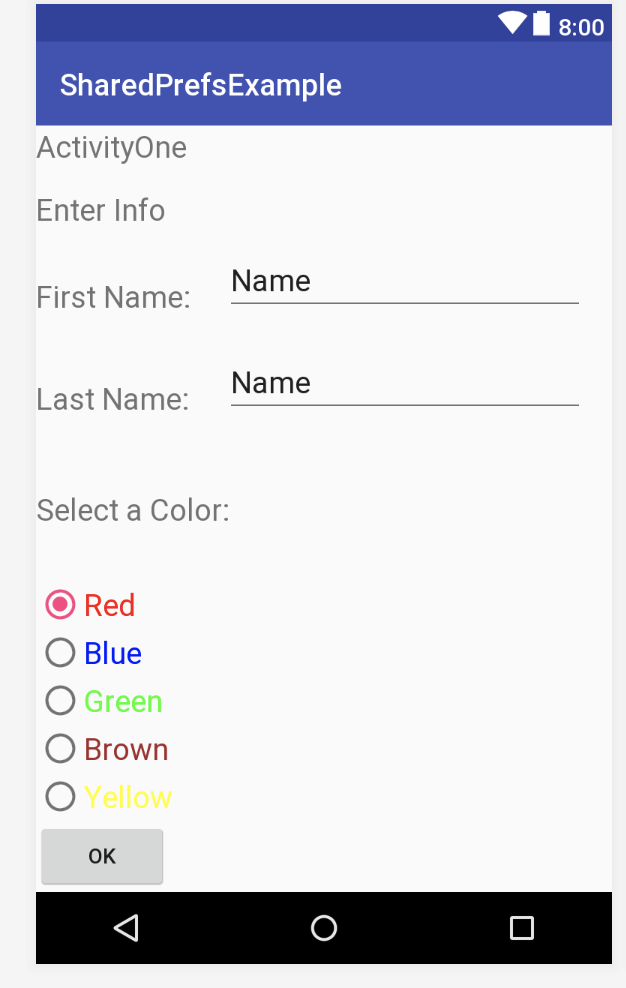 8:00
SharedPrefsExample
ActivityOne
Enter Info
First Name: Name
Last Name: Name
Select a Color:
Red
Blue
Green
Brown
Yellow
OK